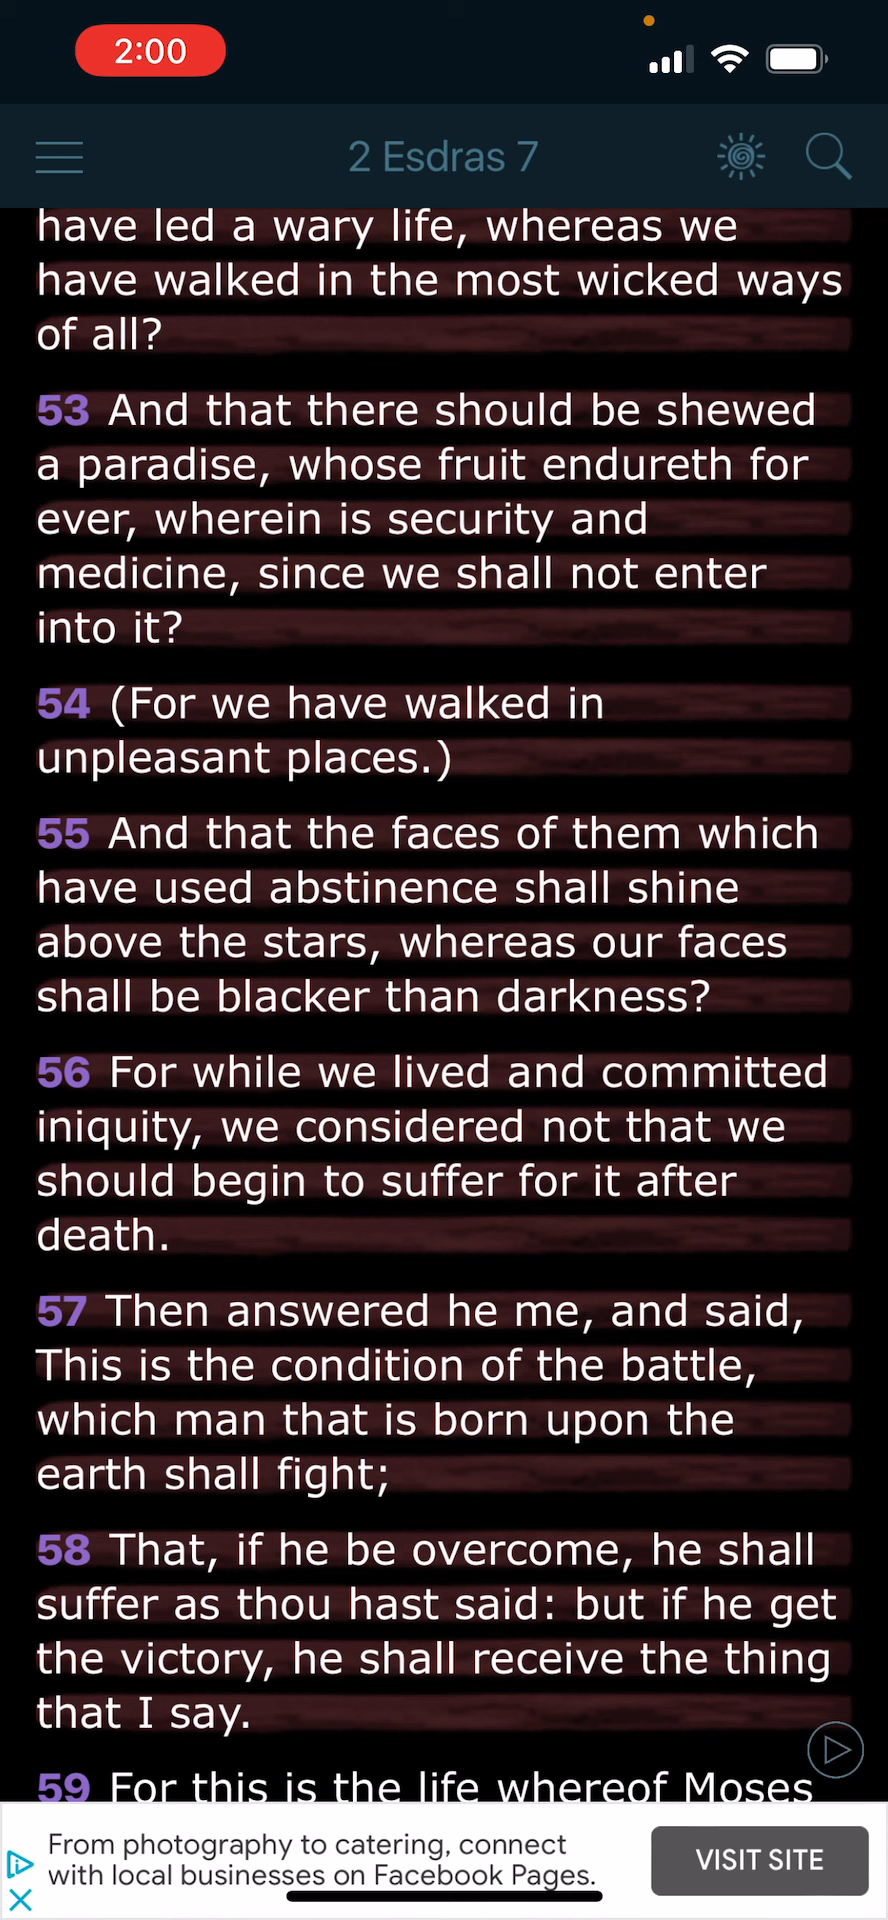 2:00
2 Esdras 7
have led a wary life, whereas we
have walked in the most wicked ways
of all?
53 And that there should be shewed
a paradise, whose fruit endureth for
ever, wherein is security and
medicine, since we shall not enter
into it?
54 (For we have walked in
unpleasant places.)
55 And that the faces of them which
have used abstinence shall shine
above the stars, whereas our faces
shall be blacker than darkness?
56 For while we lived and committed
iniquity, we considered not that we
should begin to suffer for it after
death.
57 Then answered he me, and said,
This is the condition of the battle,
which man that is born upon the
earth shall fight;
58 That, if he be overcome, he shall
suffer as thou hast said: but if he get
the victory, he shall receive the thing
that I say.
59 For this is the life whereof Moses
From photography to catering, connect
with local businesses on Facebook Pages.
VISIT SITE